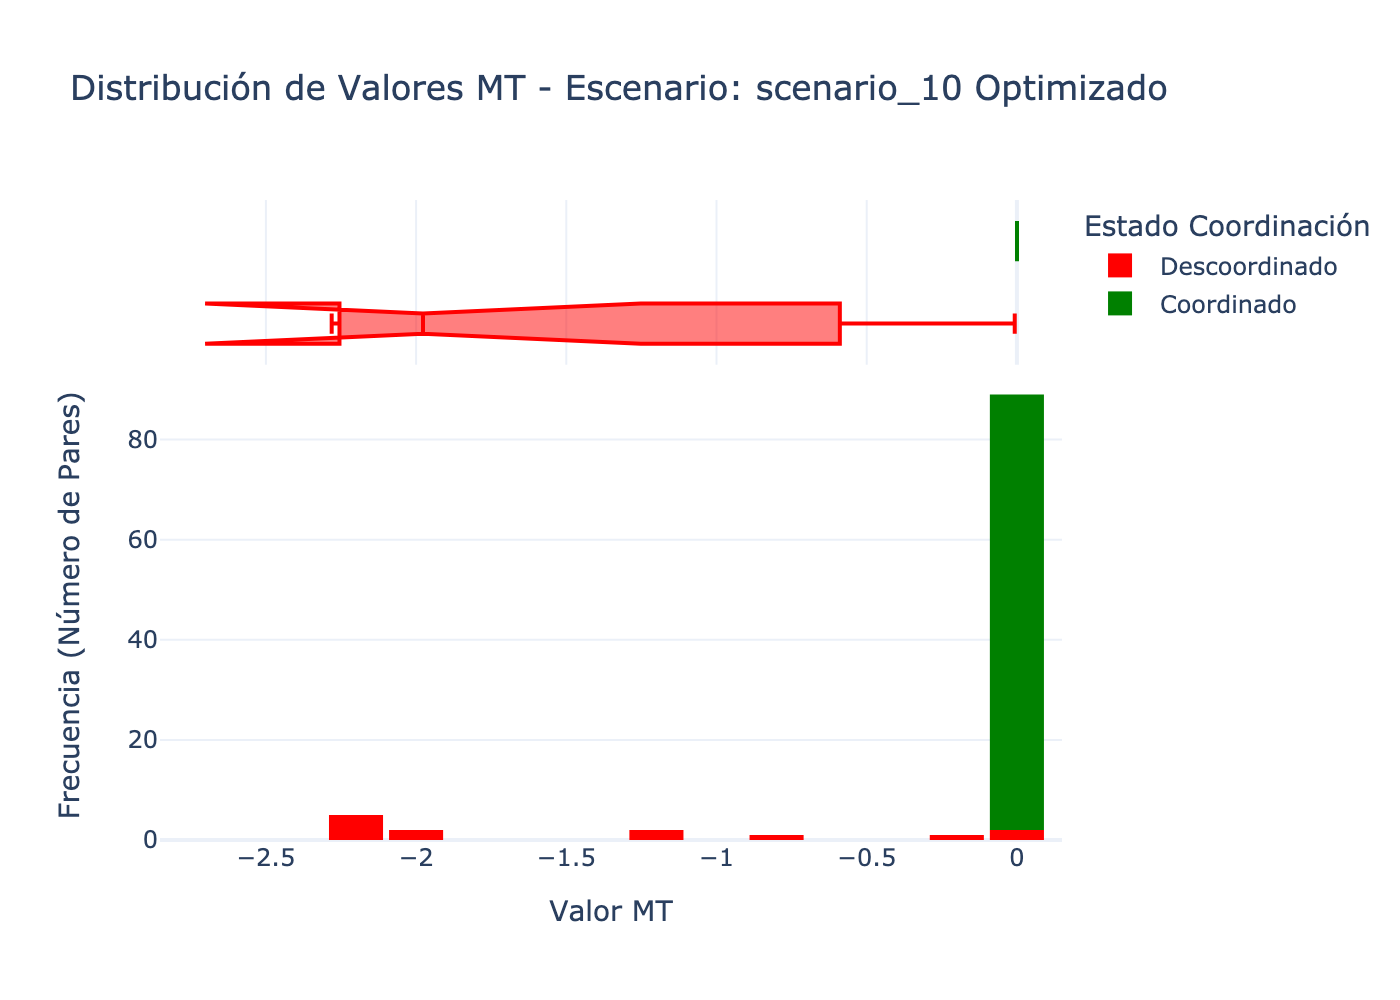 Distribución de Valores MT - Escenario: scenario_10 Optimizado
Estado Coordinación
Descoordinado
Coordinado
Frecuencia (Número de Pares)
80
60
40
20
0
−2.5 −2 −1.5 −1 −0.5 0
Valor MT